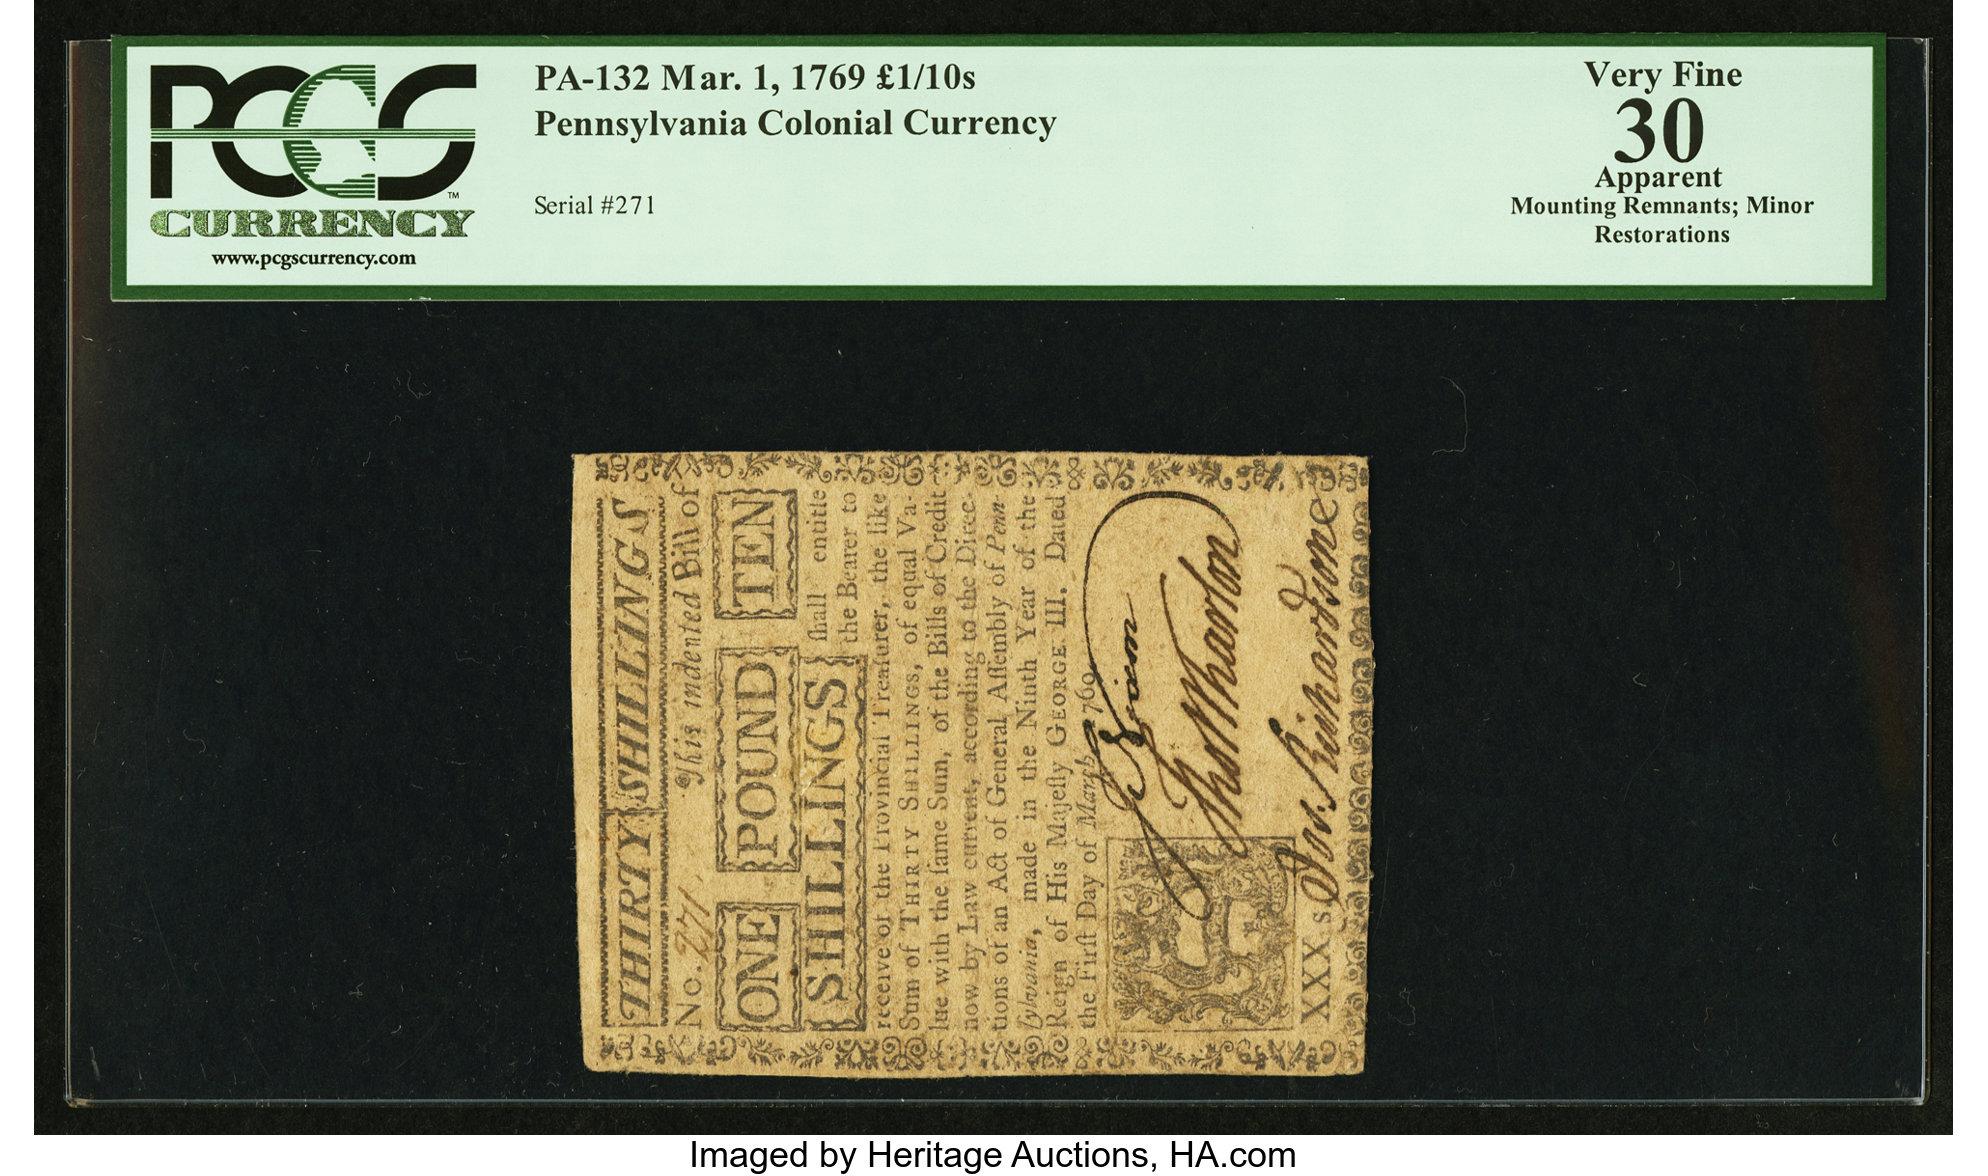 PCGS
CURRENCY
™
www.pcgscurrency.com
PA-132 Mar. 1, 1769 £1/10s
Pennsylvania Colonial Currency
Serial #271
Very Fine
30
Apparent
Mounting Remnants; Minor
Restorations
THIRTY SHILLINGS
No. 271, This indented Bill of
ONE POUND TEN
SHILLINGS ſhall entitle
the Bearer to
receive of the Provincial Treaſurer, the like
Sum of THIRTY SHILLINGS, of equal Va-
lue with the ſame Sum, of the Bills of Credit
now by Law current, according to the Direc-
tions of an Act of General Aſſembly of Penn-
ſylvania, made in the Ninth Year of the
Reign of His Majeſty GEORGE III. Dated
the Firſt Day of March 1769
Thos Wharton
Richardsone
XXX s
Imaged by Heritage Auctions, HA.com